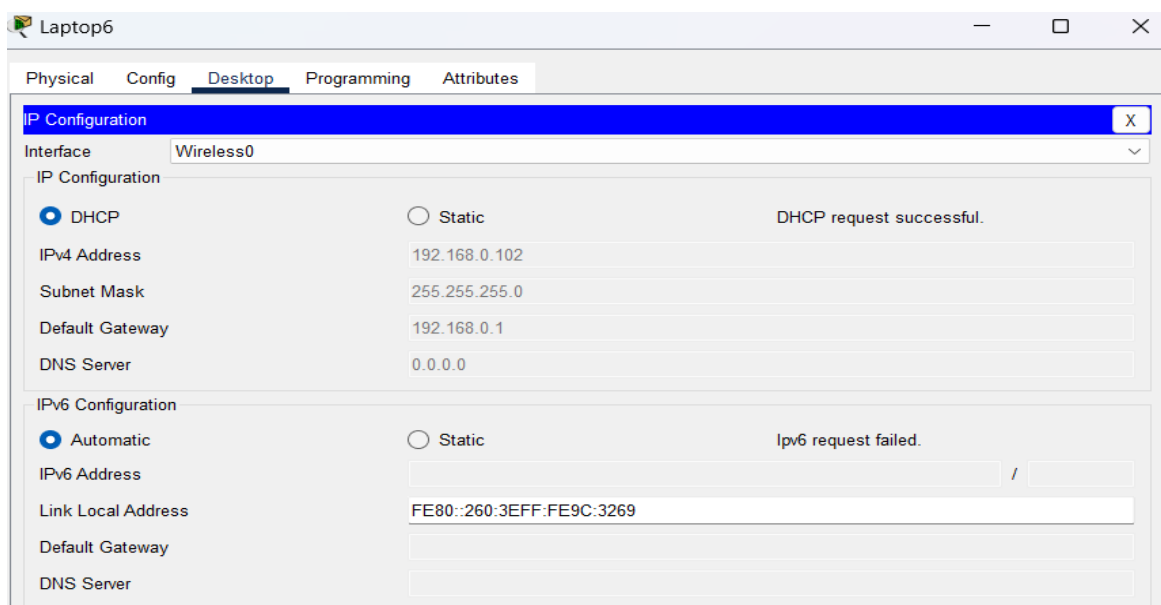 Laptop6
Physical Config Desktop Programming Attributes
IP Configuration X
Interface Wireless0
IP Configuration
DHCP Static DHCP request successful.
IPv4 Address 192.168.0.102
Subnet Mask 255.255.255.0
Default Gateway 192.168.0.1
DNS Server 0.0.0.0
IPv6 Configuration
Automatic Static Ipv6 request failed.
IPv6 Address /
Link Local Address FE80::260:3EFF:FE9C:3269
Default Gateway
DNS Server